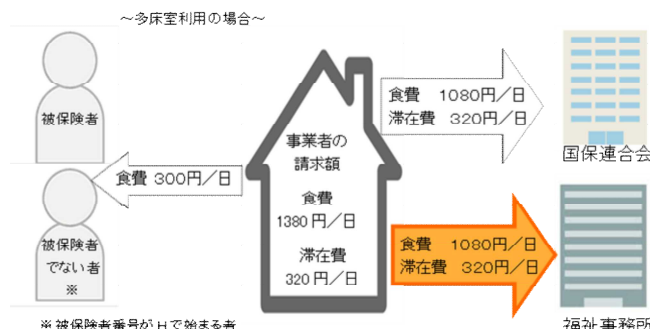 ～多床室利用の場合～
被保険者
食費 300円／日
被保険者
でない者
※
※被保険者番号がHで始まる者
事業者の
請求額
食費
1380円／日
滞在費
320円／日
食費 1080円／日
滞在費 320円／日
国保連合会
食費 1080円／日
滞在費 320円／日
福祉事務所